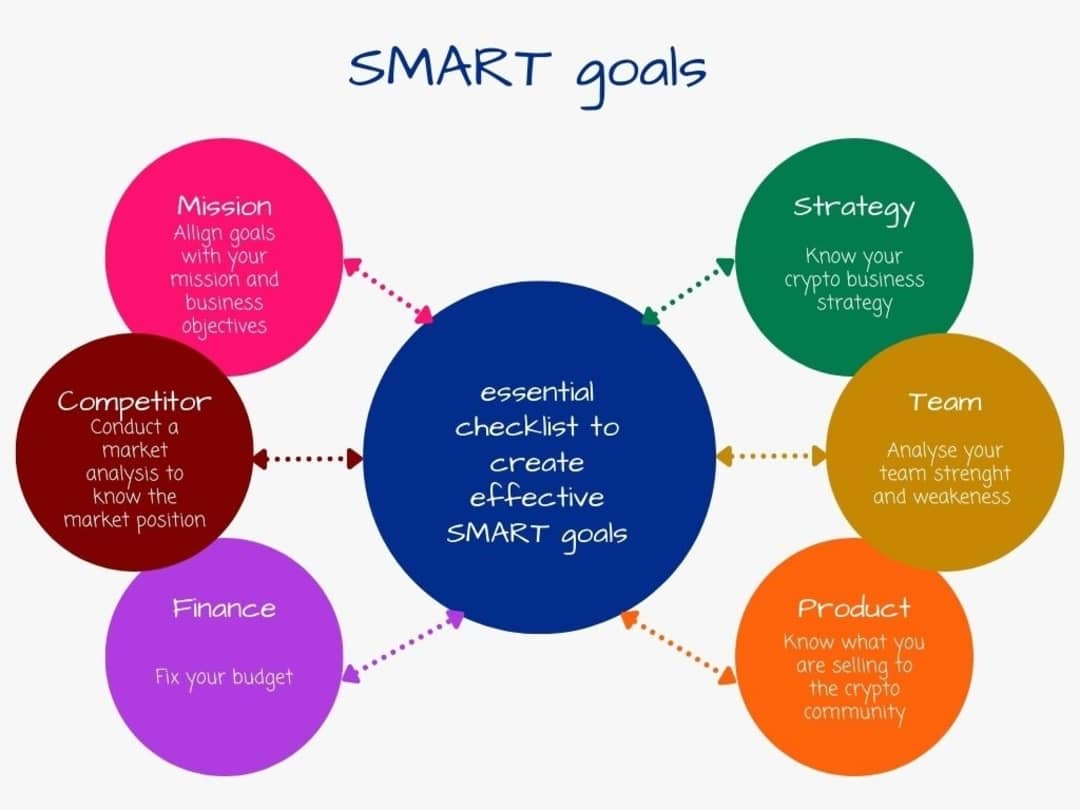 SMART goals
Mission
Allign goals
with your
mission and
business
objectives
Strategy
Know your
crypto business
strategy
Competitor
Conduct a
market
analysis to
know the
market position
essential
checklist to
create
effective
SMART goals
Team
Analyse your
team strenght
and weakeness
Finance
Fix your budget
Product
Know what you
are selling to
the crypto
community